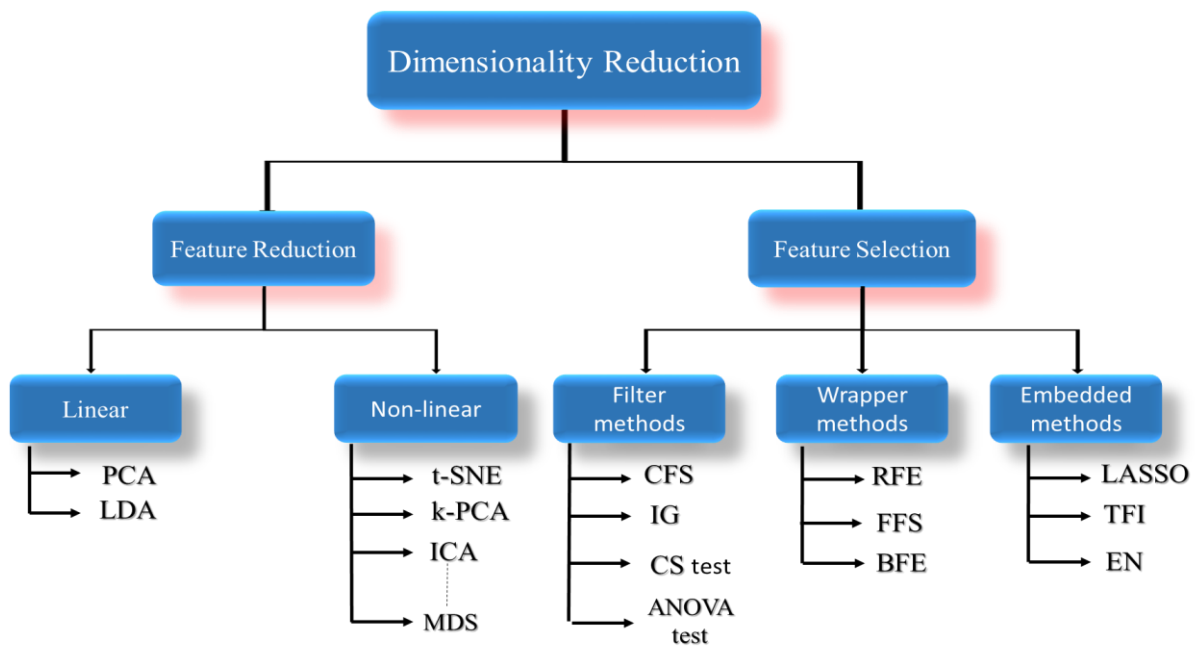 Dimensionality Reduction
Feature Reduction
Feature Selection
Linear
Non-linear
Filter
methods
Wrapper
methods
Embedded
methods
PCA
LDA
t-SNE
k-PCA
ICA
MDS
CFS
IG
CS test
ANOVA
test
RFE
FFS
BFE
LASSO
TFI
EN